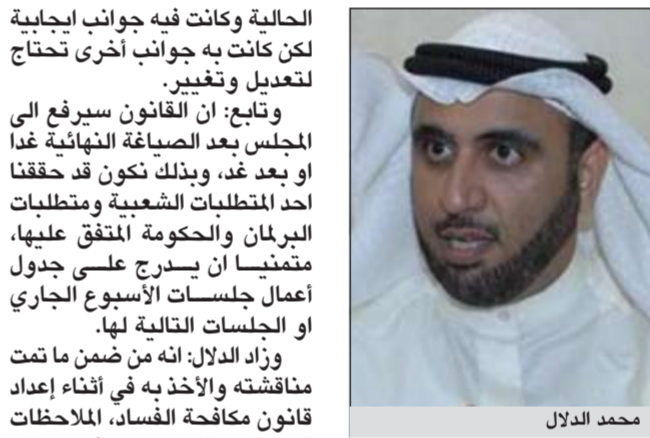 الحالية وكانت فيه جوانب ايجابية
لكن كانت به جوانب أخرى تحتاج
لتعديل وتغيير.
وتابع: ان القانون سيرفع الى
المجلس بعد الصياغة النهائية غدا
او بعد غد، وبذلك نكون قد حققنا
احد المتطلبات الشعبية ومتطلبات
البرلمان والحكومة المتفق عليها،
متمنيا ان يدرج على جدول
أعمال جلسات الأسبوع الجاري
او الجلسات التالية لها.
وزاد الدلال: انه من ضمن ما تمت
مناقشته والأخذ به في أثناء إعداد
قانون مكافحة الفساد، الملاحظات
محمد الدلال